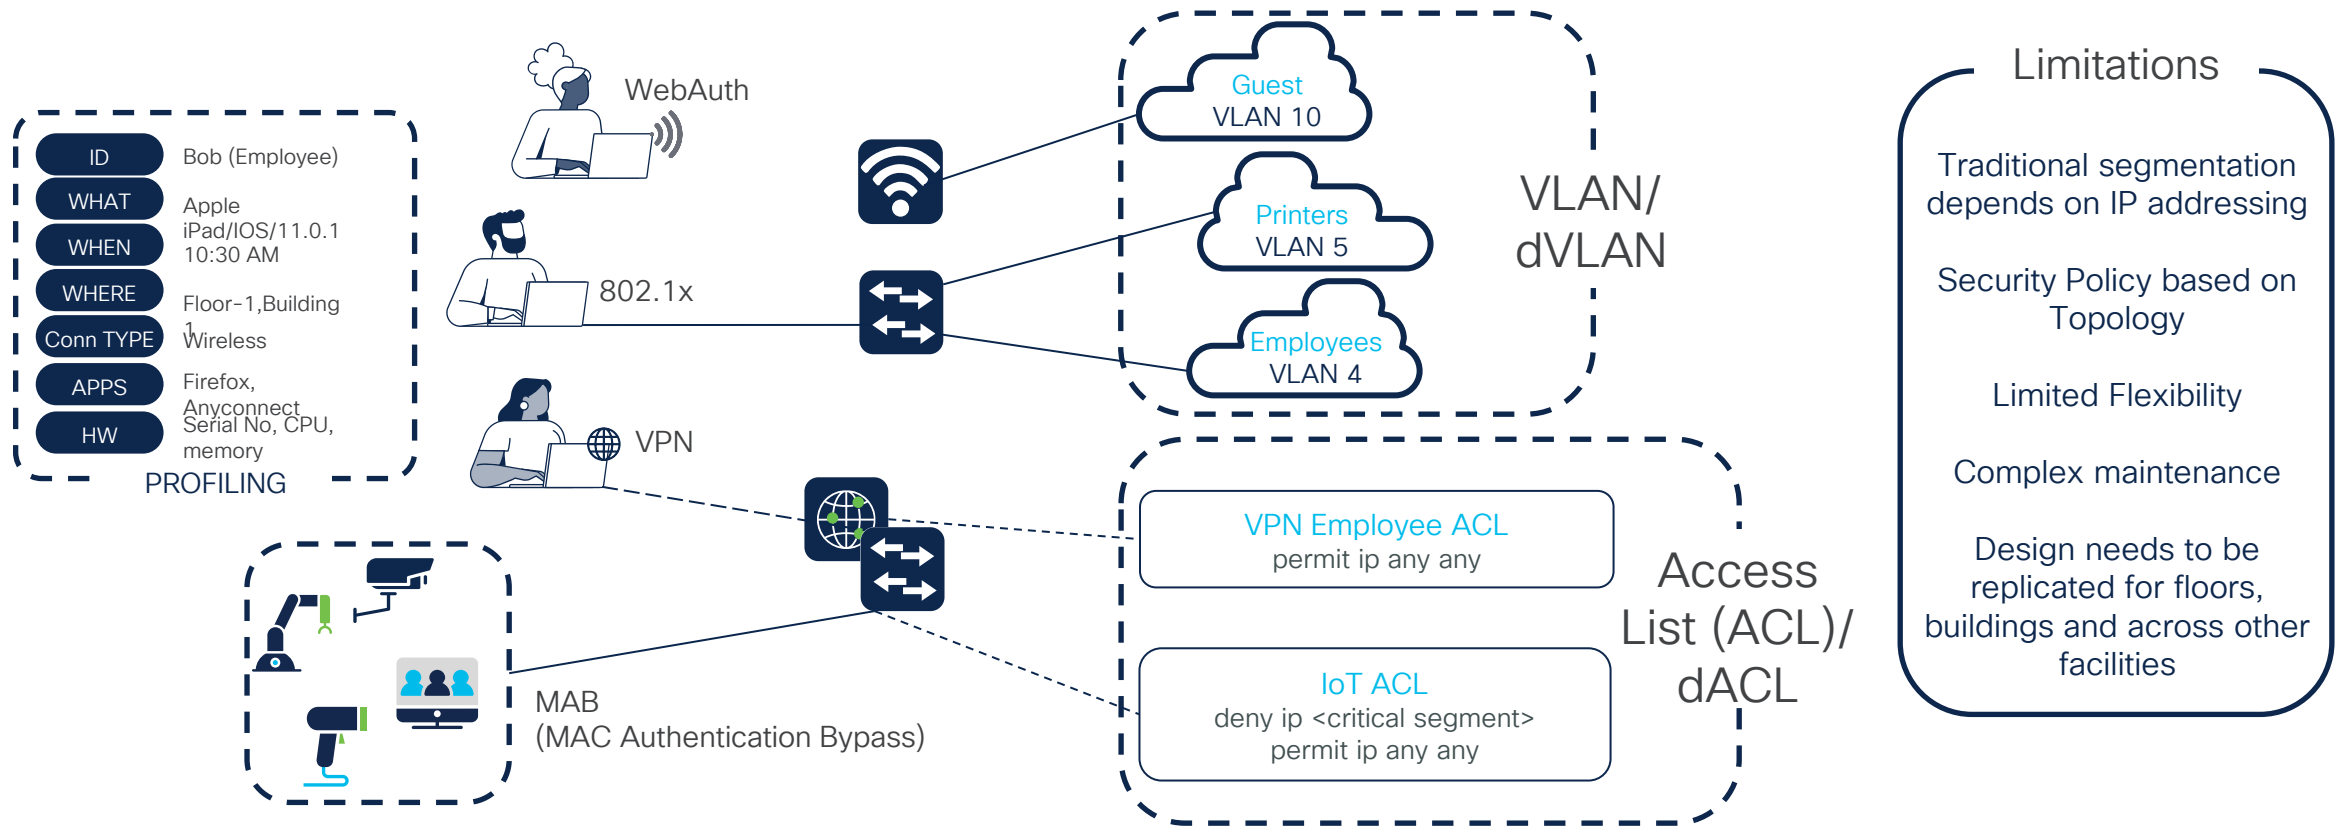 ID
Bob (Employee)
WHAT
Apple
iPad/IOS/11.0.1
WHEN
10:30 AM
WHERE
Floor-1,Building
1
Conn TYPE
Wireless
APPS
Firefox,
Anyconnect
HW
Serial No, CPU,
memory
PROFILING
WebAuth
802.1x
VPN
MAB
(MAC Authentication Bypass)
Guest
VLAN 10
Printers
VLAN 5
Employees
VLAN 4
VLAN/
dVLAN
VPN Employee ACL
permit ip any any
IoT ACL
deny ip <critical segment>
permit ip any any
Access
List (ACL)/
dACL
Limitations
Traditional segmentation
depends on IP addressing
Security Policy based on
Topology
Limited Flexibility
Complex maintenance
Design needs to be
replicated for floors,
buildings and across other
facilities